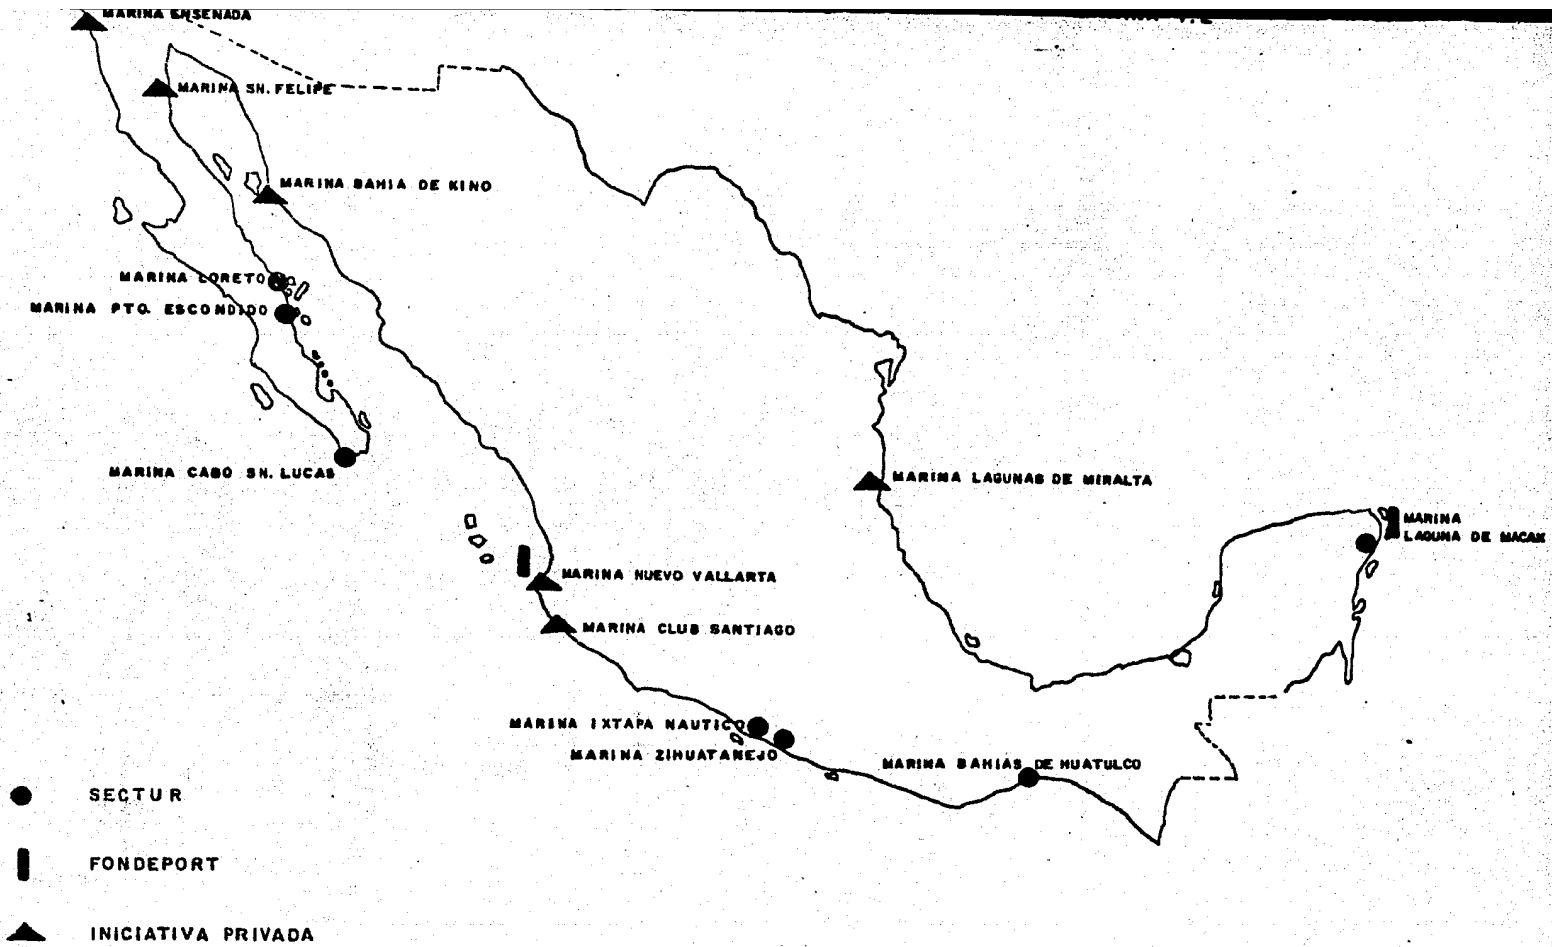 MARINA ENSENADA
MARINA SN. FELIPE
MARINA BAHIA DE KINO
MARINA LORETO
MARINA PTO. ESCONDIDO
MARINA CABO SN. LUCAS
MARINA LAGUNAS DE MIRALTA
MARINA
LAGUNA DE MACAX
MARINA NUEVO VALLARTA
MARINA CLUB SANTIAGO
MARINA IXTAPA NAUTICO
MARINA ZIHUATANEJO
MARINA BAHIAS DE HUATULCO
SECTUR
FONDEPORT
INICIATIVA PRIVADA